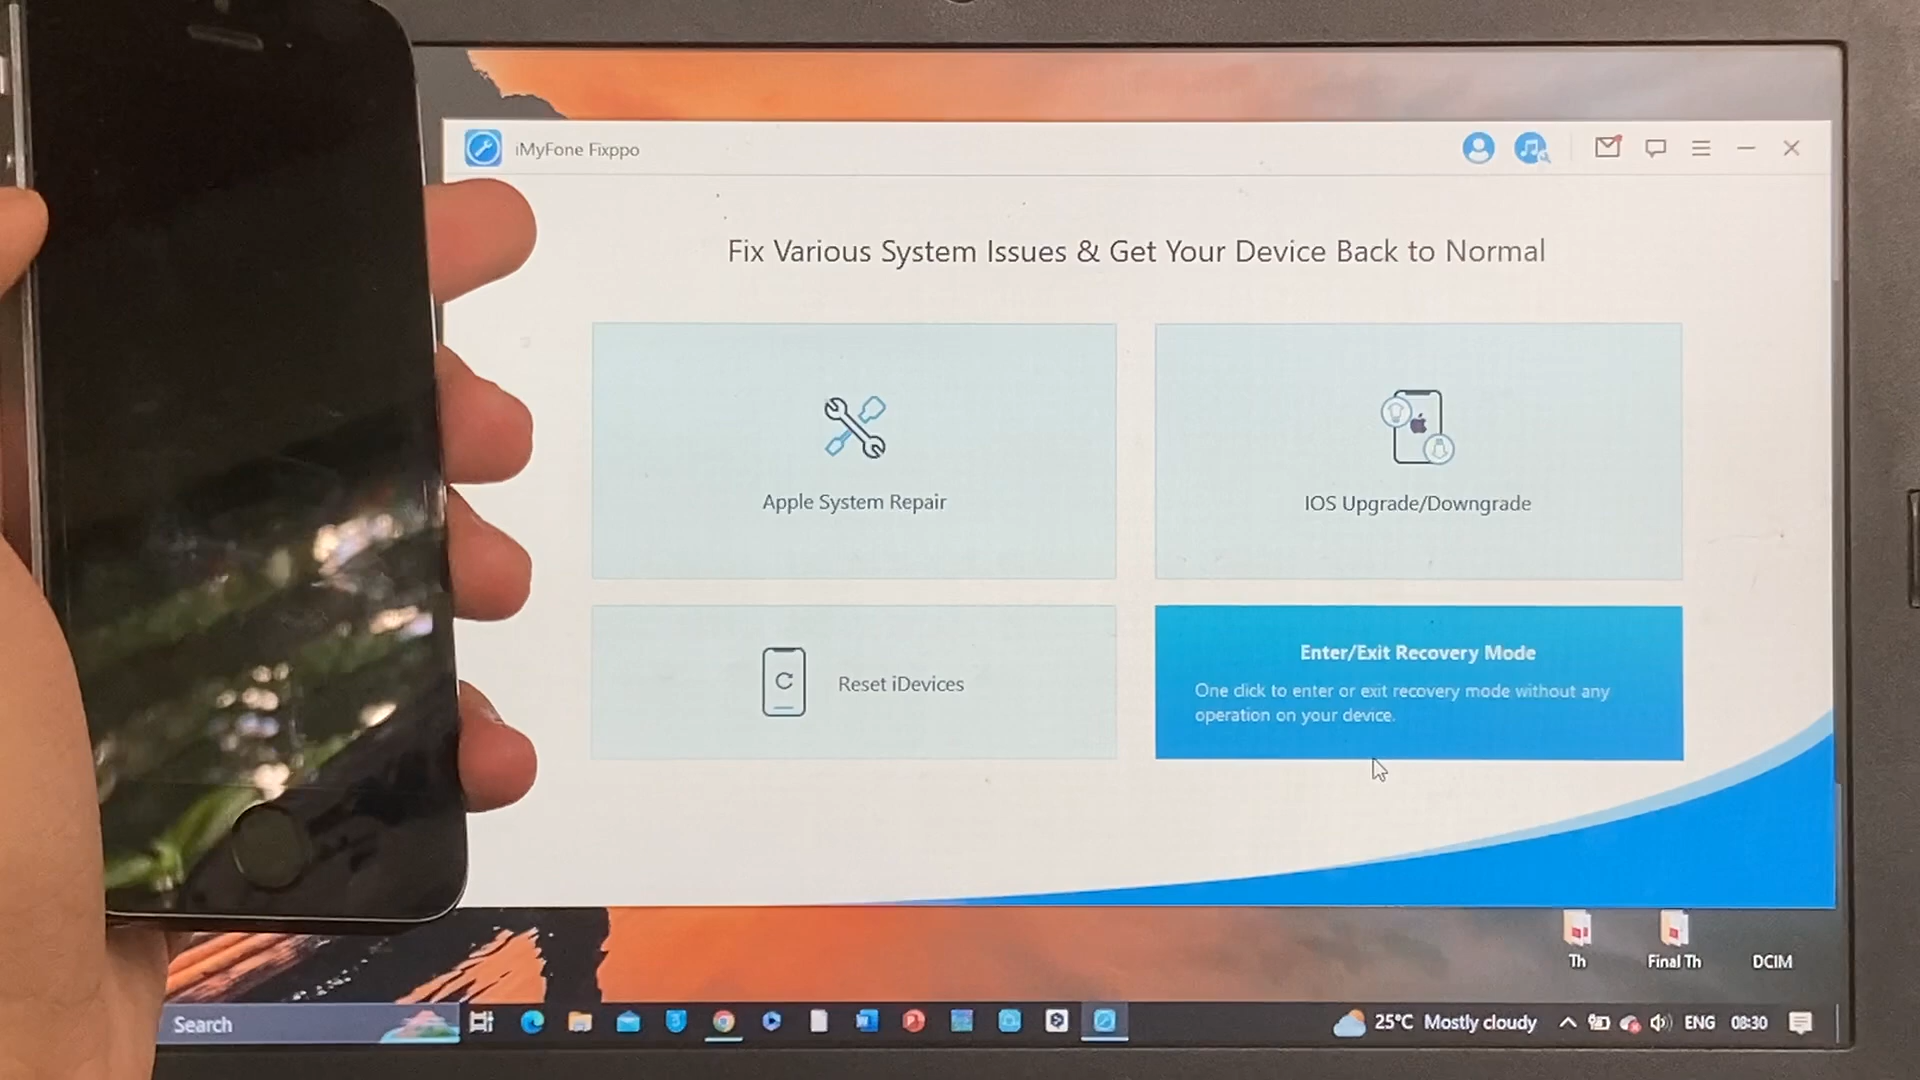 iMyFone Fixppo
Fix Various System Issues & Get Your Device Back to Normal
Apple System Repair
IOS Upgrade/Downgrade
Reset iDevices
Enter/Exit Recovery Mode
One click to enter or exit recovery mode without any
operation on your device.
Th
Final Th
DCIM
Search
25°C Mostly cloudy
ENG
08:30